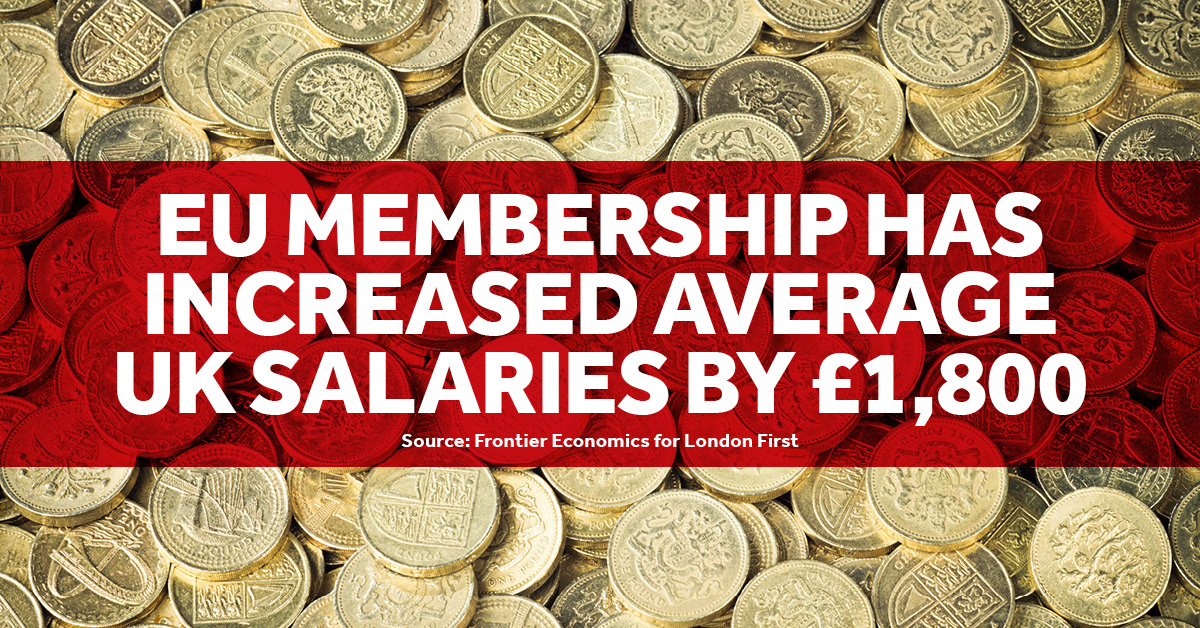 EU MEMBERSHIP HAS
INCREASED AVERAGE
UK SALARIES BY £1,800
Source: Frontier Economics for London First